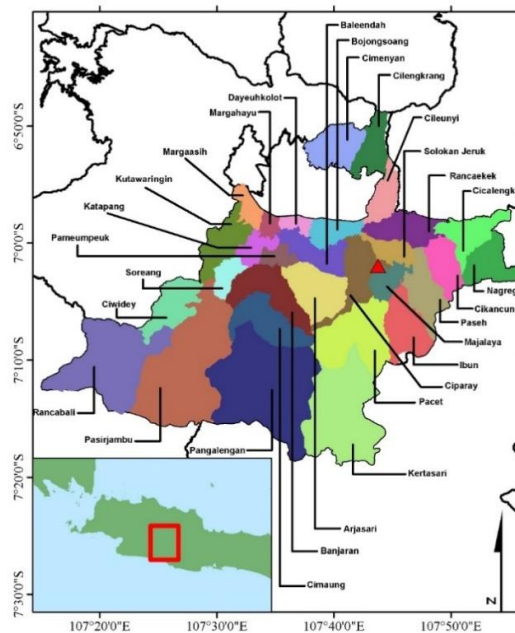 Baleendah
Bojongsoang
Cimenyan
Cilengkrang
Dayeuhkolot
Margahayu
Cileunyi
Margaasih
Solokan Jeruk
Kutawaringin
Rancaekek
Katapang
Cicalengk
Pameumpeuk
Soreang
Nagreg
Ciwidey
Cikancun
Paseh
Majalaya
Ibun
Ciparay
Rancabali
Pacet
Pasirjambu
Pangalengan
Kertasari
Arjasari
Banjaran
Cimaung
6°50'0"S
7°00'0"S
7°10'0"S
7°20'0"S
7°30'0"S
107°20'0"E
107°30'0"E
107°40'0"E
107°50'0"E
N